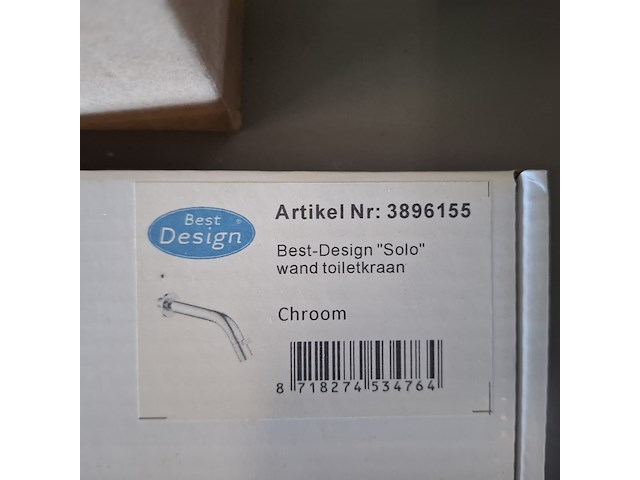 Best
Design
Artikel Nr: 3896155
Best-Design "Solo"
wand toiletkraan
Chroom
8 718274 534764